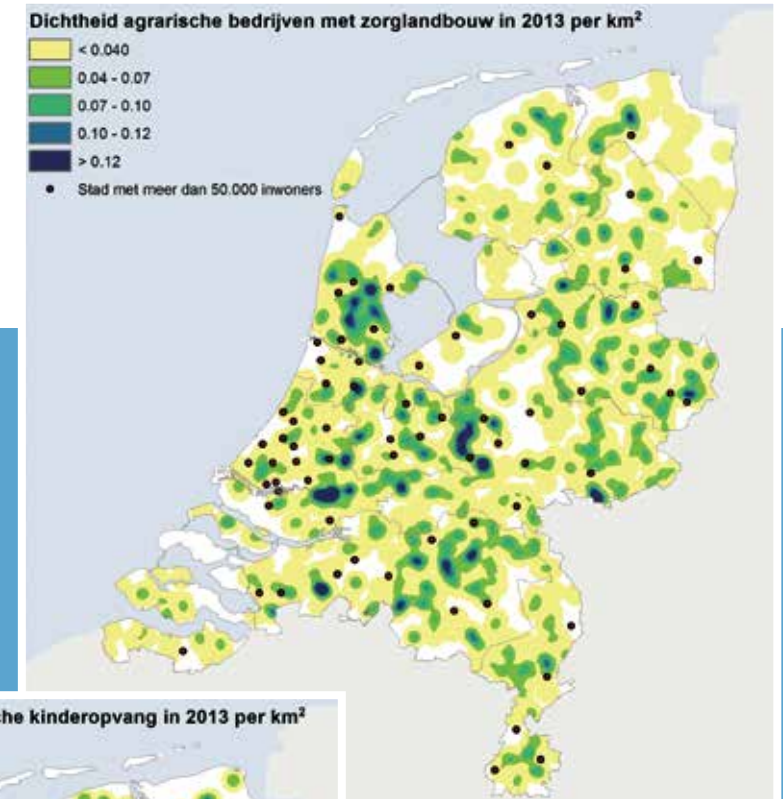 Dichtheid agrarische bedrijven met zorglandbouw in 2013 per km²
< 0.040
0.04 - 0.07
0.07 - 0.10
0.10 - 0.12
> 0.12
Stad met meer dan 50.000 inwoners
che kinderopvang in 2013 per km²